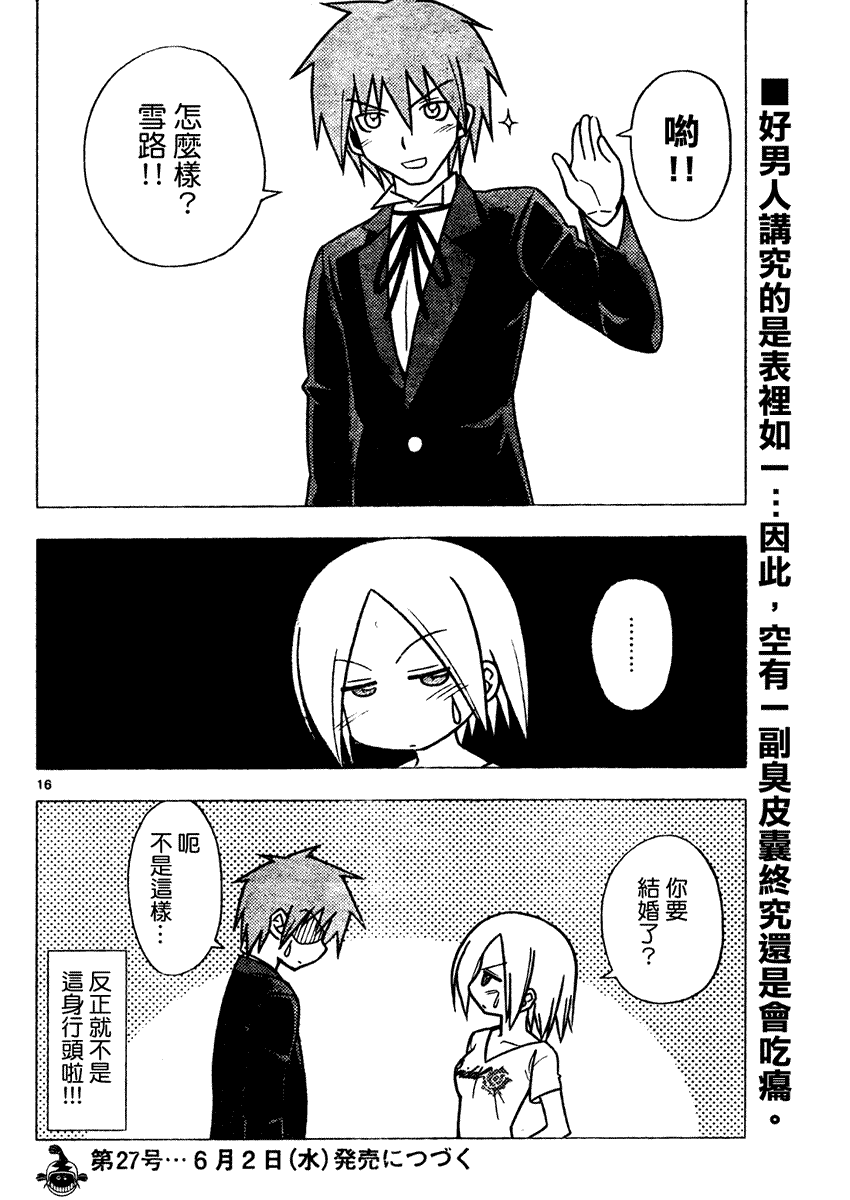 ■好男人講究的是表裡如一…因此，空有一副臭皮囊終究還是會吃癟。
喲!!
怎麼樣？
雪路!!
………
16
你要
結婚了？
呃
不是這樣…
反正就不是
這身行頭啦!!!
第27号…6月2日(水)発売につづく